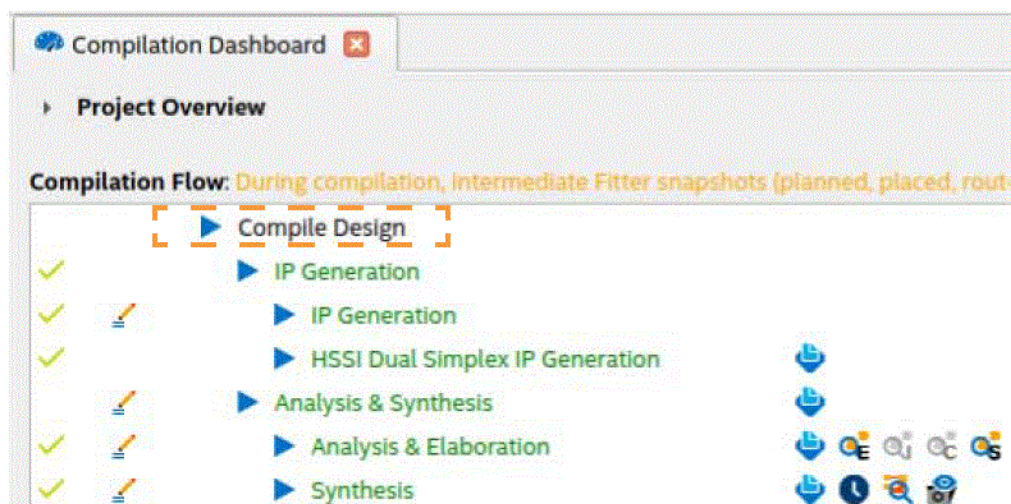 Compilation Dashboard
Project Overview
Compilation Flow: During compilation, Intermediate Fitter snapshots (planned, placed,
Compile Design
IP Generation
IP Generation
HSSI Dual Simplex IP Generation
Analysis & Synthesis
Analysis & Elaboration
Synthesis